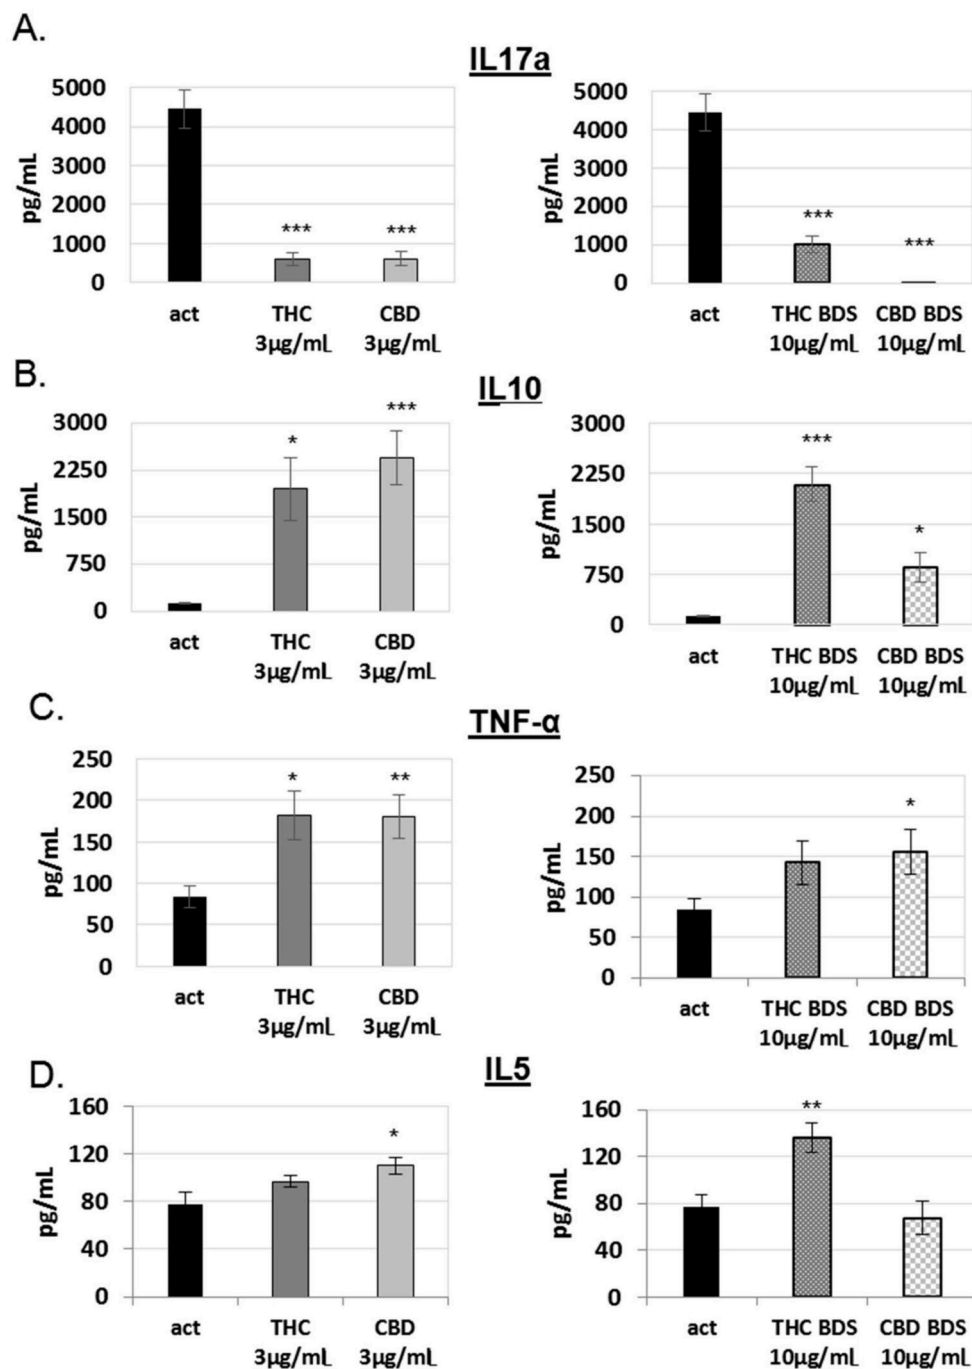 A.
IL17a
5000
4000
3000
2000
1000
0
pg/mL
***
***
act
THC
3µg/mL
CBD
3µg/mL
5000
4000
3000
2000
1000
0
pg/mL
***
***
act
THC BDS
10µg/mL
CBD BDS
10µg/mL
B.
IL10
3000
2250
1500
750
0
pg/mL
*
***
act
THC
3µg/mL
CBD
3µg/mL
3000
2250
1500
750
0
pg/mL
***
*
act
THC BDS
10µg/mL
CBD BDS
10µg/mL
C.
TNF-α
250
200
150
100
50
0
pg/mL
*
**
act
THC
3µg/mL
CBD
3µg/mL
250
200
150
100
50
0
pg/mL
*
act
THC BDS
10µg/mL
CBD BDS
10µg/mL
D.
IL5
160
120
80
40
0
pg/mL
*
act
THC
3µg/mL
CBD
3µg/mL
160
120
80
40
0
pg/mL
**
act
THC BDS
10µg/mL
CBD BDS
10µg/mL